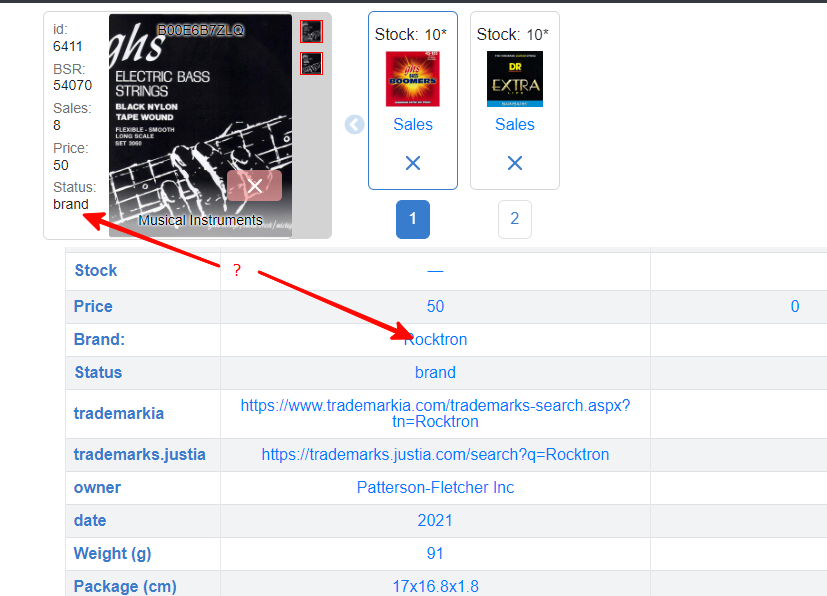 id:
6411
BSR:
54070
Sales:
8
Price:
50
Status:
brand
B00E6B7ZLQ
ghs
ELECTRIC BASS
STRINGS
BLACK NYLON
TAPE WOUND
FLEXIBLE - SMOOTH
LONG SCALE
SET 3060
Musical Instruments
Stock: 10*
ghs
BASS
BOOMERS
Sales
1
Stock: 10*
DR
EXTRA
Sales
2
Stock ? —
Price 50 0
Brand: Rocktron
Status brand
trademarkia https://www.trademarkia.com/trademarks-search.aspx?
tn=Rocktron
trademarks.justia https://trademarks.justia.com/search?q=Rocktron
owner Patterson-Fletcher Inc
date 2021
Weight (g) 91
Package (cm) 17x16.8x1.8